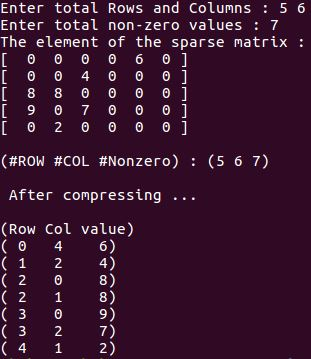 Enter total Rows and Columns : 5 6
Enter total non-zero values : 7
The element of the sparse matrix :
[ 0 0 0 0 6 0 ]
[ 0 0 4 0 0 0 ]
[ 8 8 0 0 0 0 ]
[ 9 0 7 0 0 0 ]
[ 0 2 0 0 0 0 ]
(#ROW #COL #Nonzero) : (5 6 7)
After compressing ...
(Row Col value)
( 0 4 6)
( 1 2 4)
( 2 0 8)
( 2 1 8)
( 3 0 9)
( 3 2 7)
( 4 1 2)